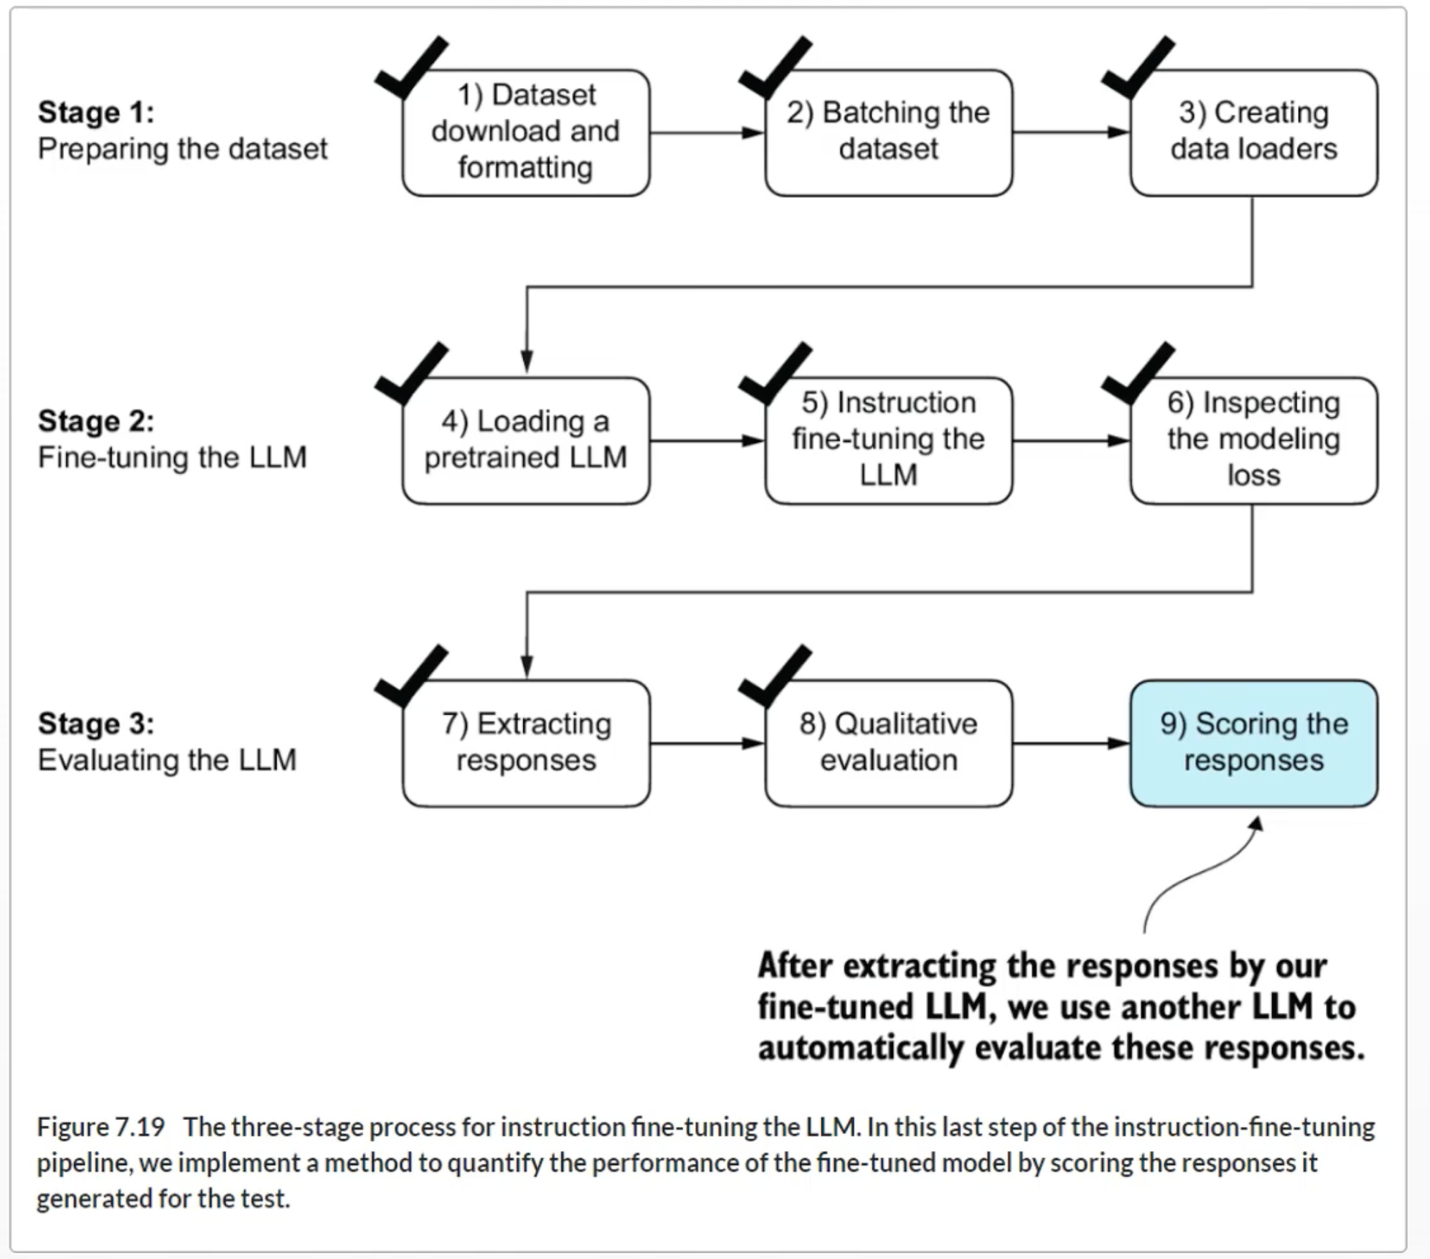 Stage 1:
Preparing the dataset
1) Dataset
download and
formatting
2) Batching the
dataset
3) Creating
data loaders
Stage 2:
Fine-tuning the LLM
4) Loading a
pretrained LLM
5) Instruction
fine-tuning the
LLM
6) Inspecting
the modeling
loss
Stage 3:
Evaluating the LLM
7) Extracting
responses
8) Qualitative
evaluation
9) Scoring the
responses
After extracting the responses by our
fine-tuned LLM, we use another LLM to
automatically evaluate these responses.
Figure 7.19 The three-stage process for instruction fine-tuning the LLM. In this last step of the instruction-fine-tuning
pipeline, we implement a method to quantify the performance of the fine-tuned model by scoring the responses it
generated for the test.